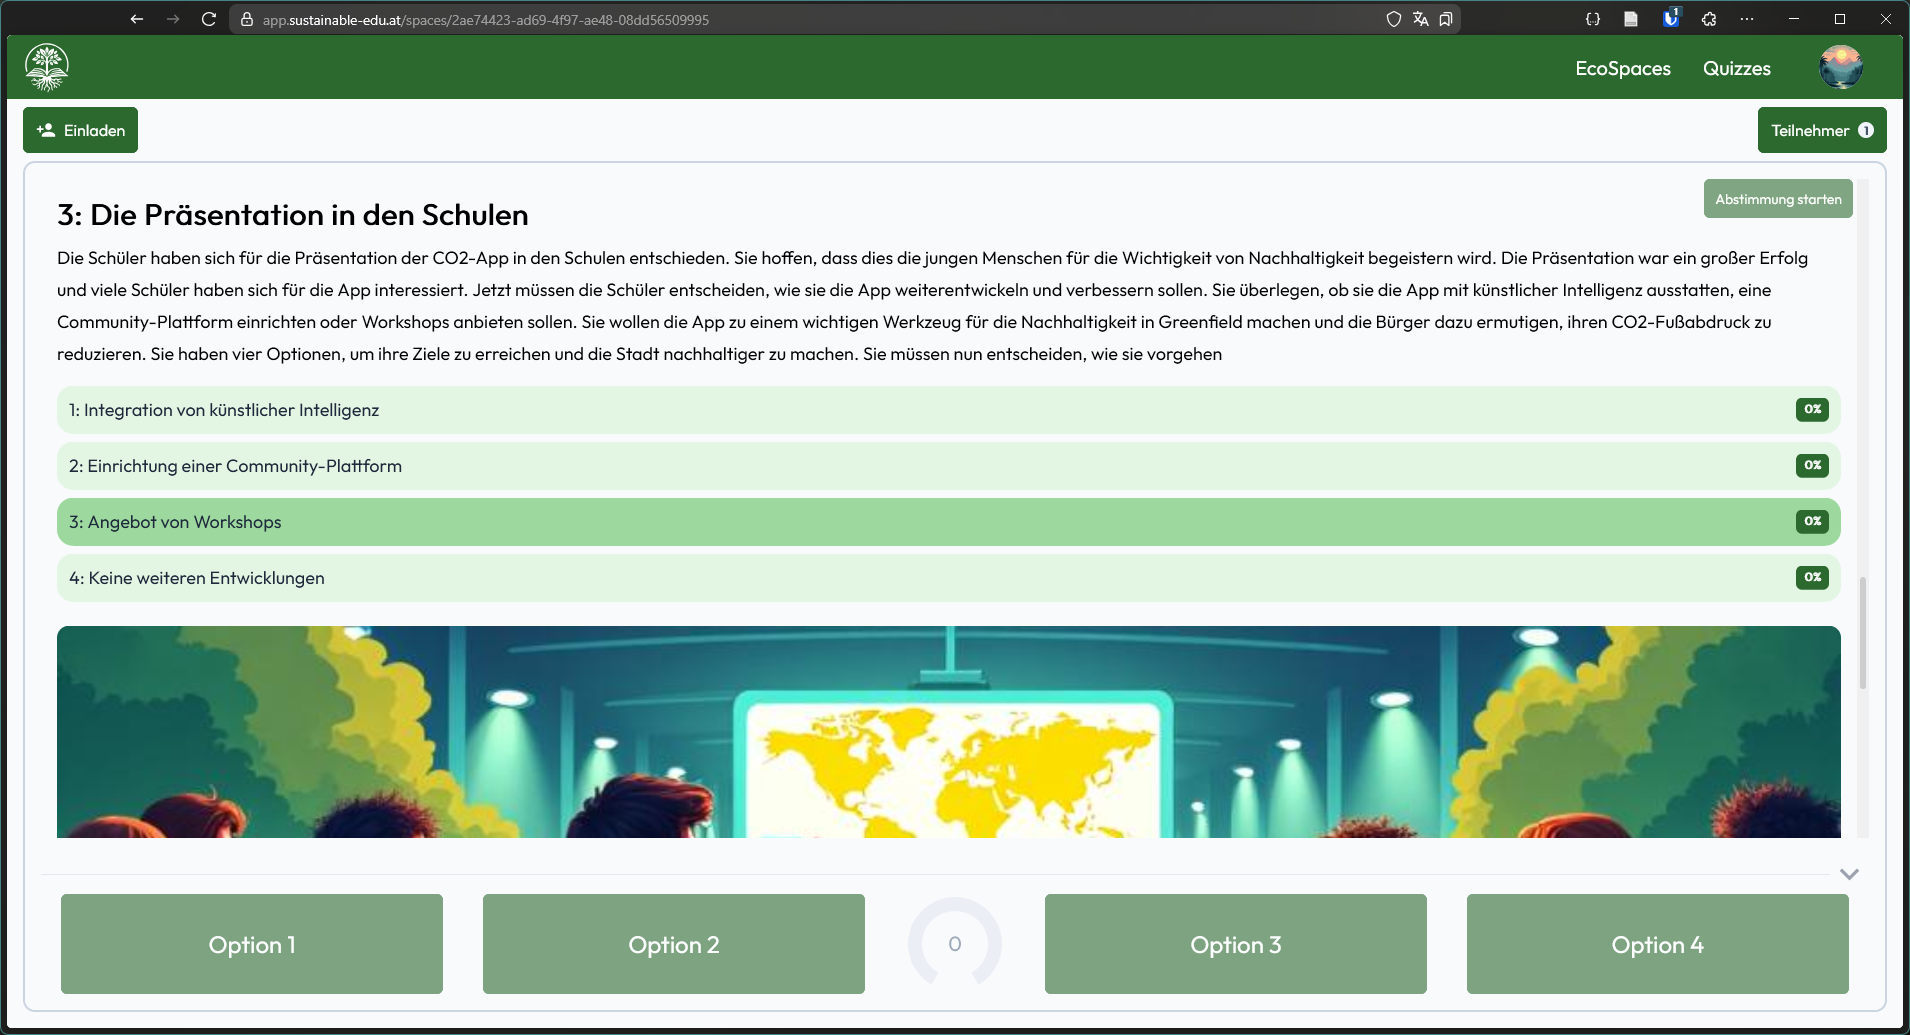 app.sustainable-edu.at/spaces/2ae74423-ad69-4f97-ae48-08dd56509995
1
EcoSpaces
Quizzes
Einladen
Teilnehmer 1
Abstimmung starten
3: Die Präsentation in den Schulen
Die Schüler haben sich für die Präsentation der CO2-App in den Schulen entschieden. Sie hoffen, dass dies die jungen Menschen für die Wichtigkeit von Nachhaltigkeit begeistern wird. Die Präsentation war ein großer Erfolg
und viele Schüler haben sich für die App interessiert. Jetzt müssen die Schüler entscheiden, wie sie die App weiterentwickeln und verbessern sollen. Sie überlegen, ob sie die App mit künstlicher Intelligenz ausstatten, eine
Community-Plattform einrichten oder Workshops anbieten sollen. Sie wollen die App zu einem wichtigen Werkzeug für die Nachhaltigkeit in Greenfield machen und die Bürger dazu ermutigen, ihren CO2-Fußabdruck zu
reduzieren. Sie haben vier Optionen, um ihre Ziele zu erreichen und die Stadt nachhaltiger zu machen. Sie müssen nun entscheiden, wie sie vorgehen
1: Integration von künstlicher Intelligenz 0%
2: Einrichtung einer Community-Plattform 0%
3: Angebot von Workshops 0%
4: Keine weiteren Entwicklungen 0%
Option 1
Option 2
0
Option 3
Option 4